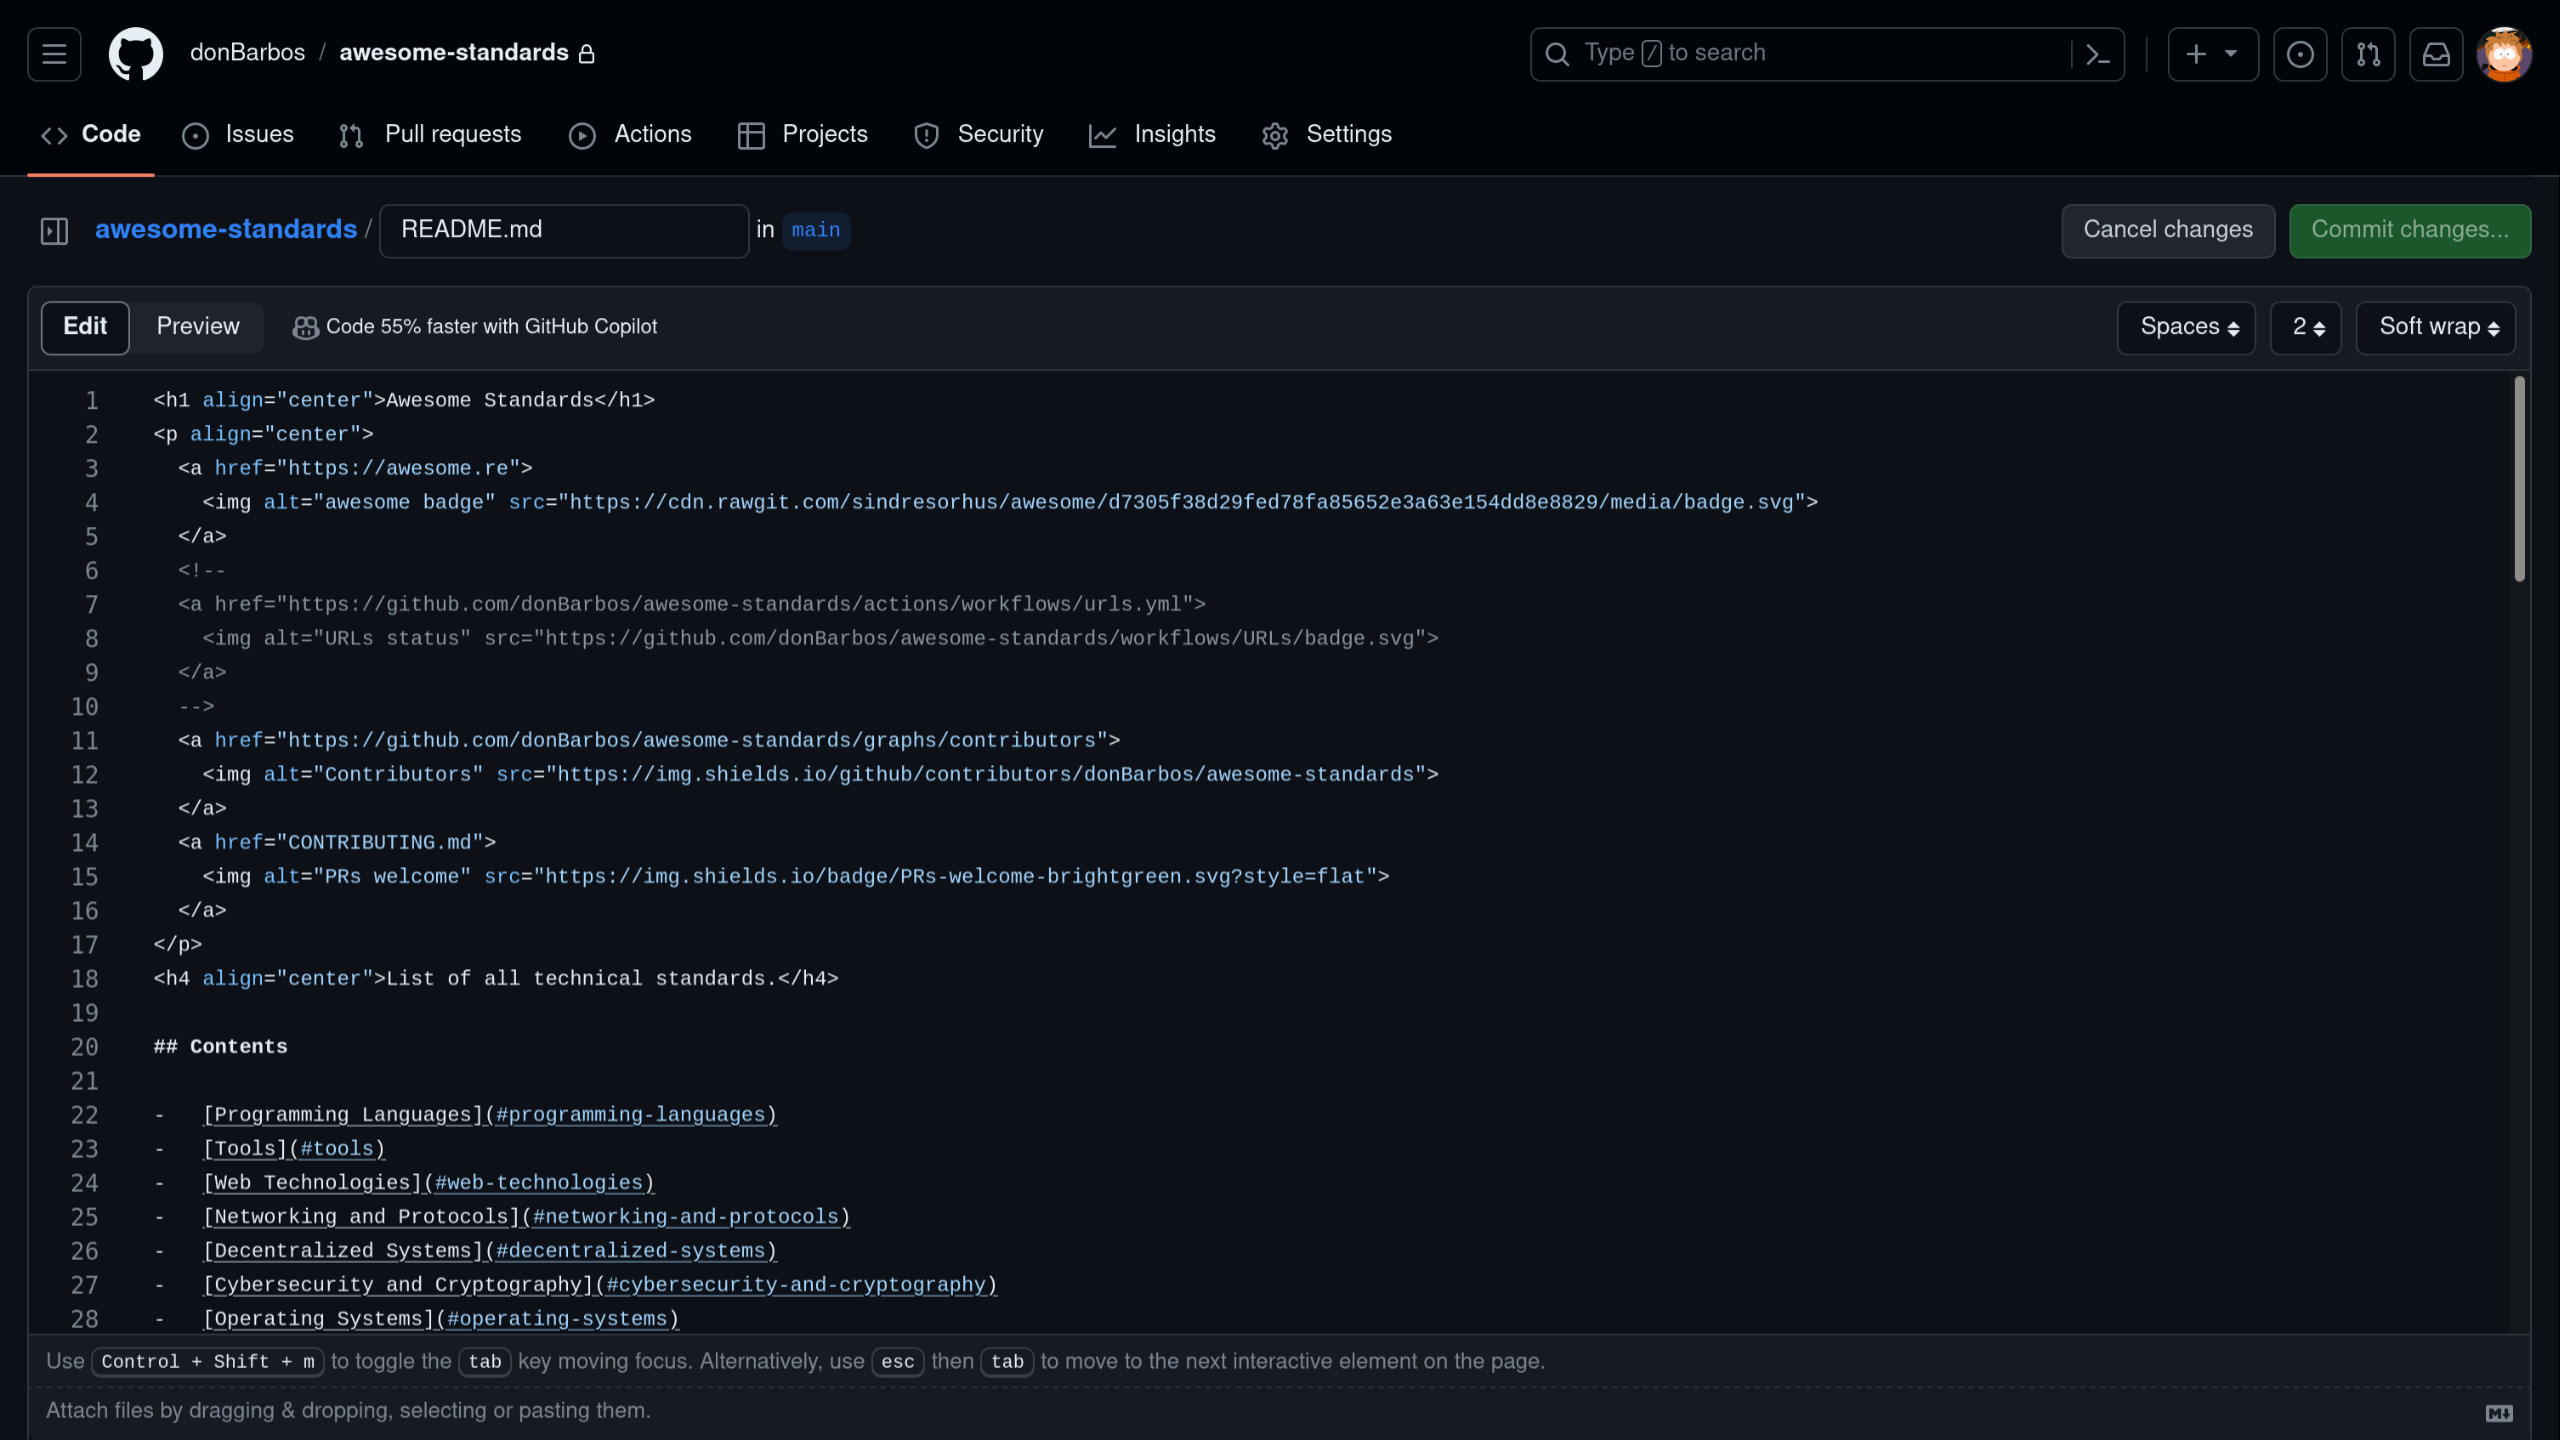 donBarbos / awesome-standards
Type / to search
Code Issues Pull requests Actions Projects Security Insights Settings
awesome-standards / README.md in main Cancel changes Commit changes...
Edit Preview Code 55% faster with GitHub Copilot Spaces 2 Soft wrap
1 <h1 align="center">Awesome Standards</h1>
2 <p align="center">
3   <a href="https://awesome.re">
4     <img alt="awesome badge" src="https://cdn.rawgit.com/sindresorhus/awesome/d7305f38d29fed78fa85652e3a63e154dd8e8829/media/badge.svg">
5   </a>
6   <!--
7   <a href="https://github.com/donBarbos/awesome-standards/actions/workflows/urls.yml">
8     <img alt="URLs status" src="https://github.com/donBarbos/awesome-standards/workflows/URLs/badge.svg">
9   </a>
10   -->
11   <a href="https://github.com/donBarbos/awesome-standards/graphs/contributors">
12     <img alt="Contributors" src="https://img.shields.io/github/contributors/donBarbos/awesome-standards">
13   </a>
14   <a href="CONTRIBUTING.md">
15     <img alt="PRs welcome" src="https://img.shields.io/badge/PRs-welcome-brightgreen.svg?style=flat">
16   </a>
17 </p>
18 <h4 align="center">List of all technical standards.</h4>
19
20 ## Contents
21
22 -   [Programming Languages](#programming-languages)
23 -   [Tools](#tools)
24 -   [Web Technologies](#web-technologies)
25 -   [Networking and Protocols](#networking-and-protocols)
26 -   [Decentralized Systems](#decentralized-systems)
27 -   [Cybersecurity and Cryptography](#cybersecurity-and-cryptography)
28 -   [Operating Systems](#operating-systems)
Use Control + Shift + m to toggle the tab key moving focus. Alternatively, use esc then tab to move to the next interactive element on the page.
Attach files by dragging & dropping, selecting or pasting them.